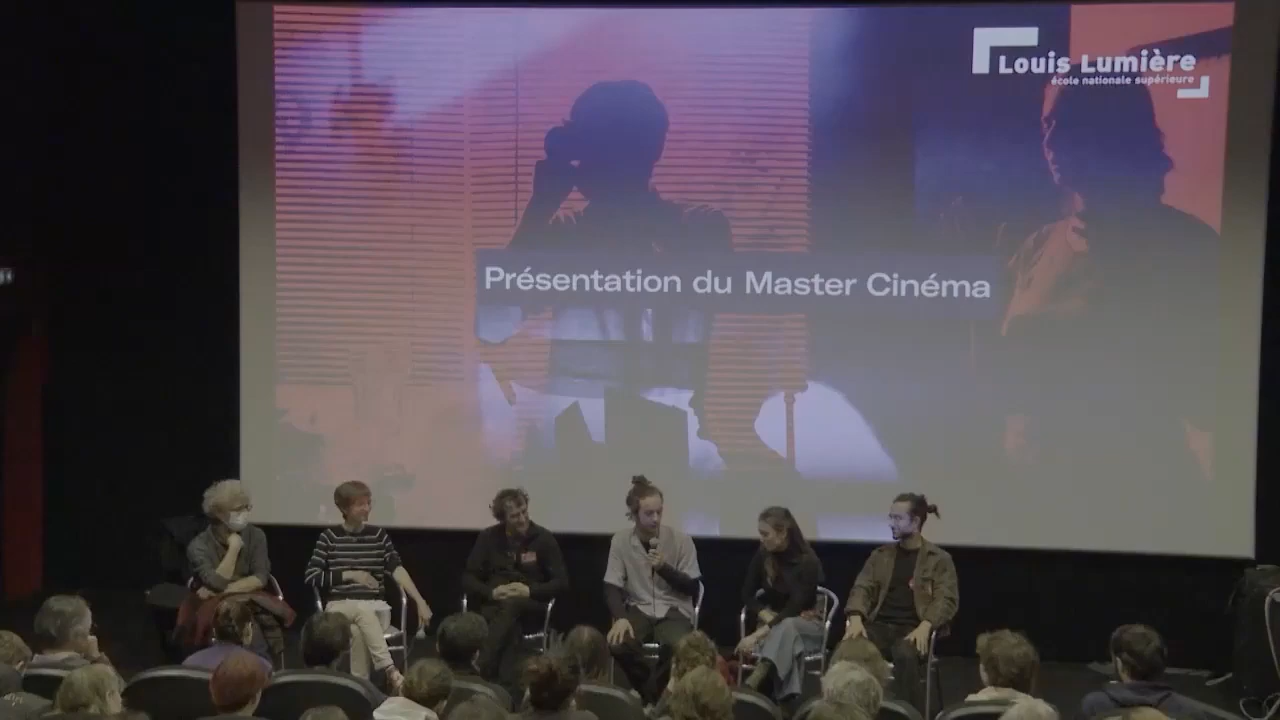 Louis Lumière
école nationale supérieure
Présentation du Master Cinéma